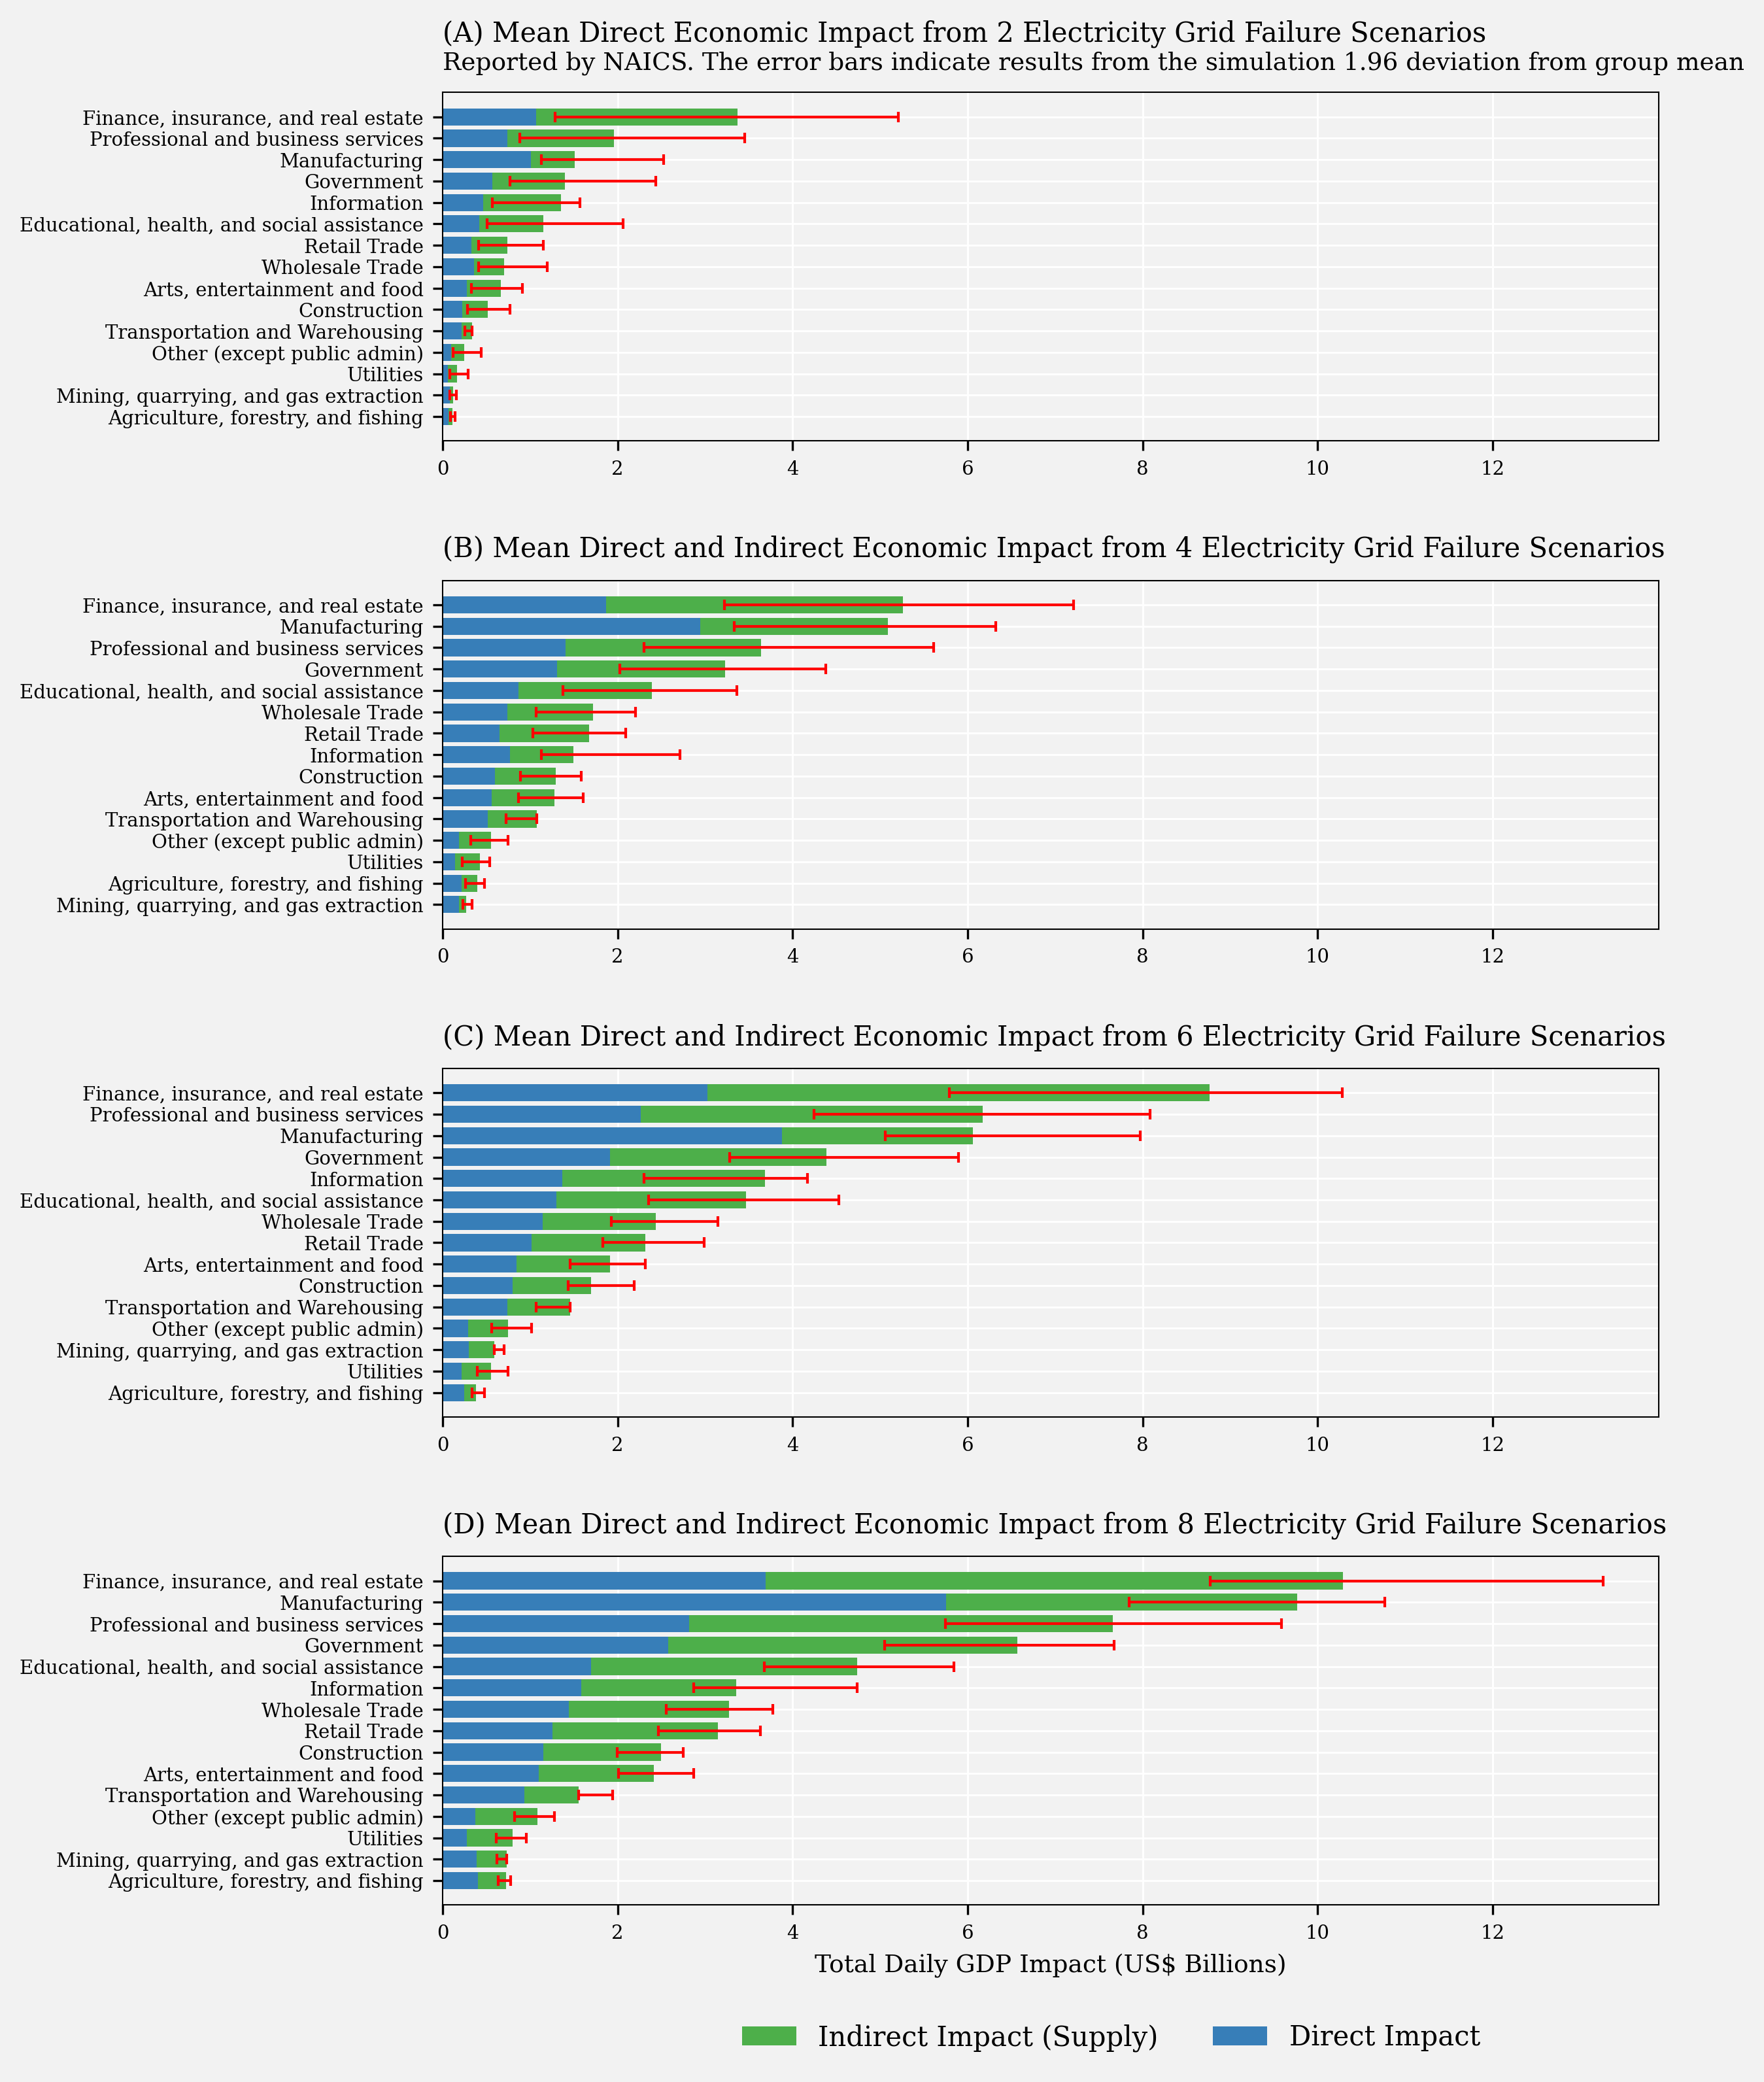 (A) Mean Direct Economic Impact from 2 Electricity Grid Failure Scenarios
Reported by NAICS. The error bars indicate results from the simulation 1.96 deviation from group mean
Finance, insurance, and real estate
Professional and business services
Manufacturing
Government
Information
Educational, health, and social assistance
Retail Trade
Wholesale Trade
Arts, entertainment and food
Construction
Transportation and Warehousing
Other (except public admin)
Utilities
Mining, quarrying, and gas extraction
Agriculture, forestry, and fishing
0 2 4 6 8 10 12
(B) Mean Direct and Indirect Economic Impact from 4 Electricity Grid Failure Scenarios
Finance, insurance, and real estate
Manufacturing
Professional and business services
Government
Educational, health, and social assistance
Wholesale Trade
Retail Trade
Information
Construction
Arts, entertainment and food
Transportation and Warehousing
Other (except public admin)
Utilities
Agriculture, forestry, and fishing
Mining, quarrying, and gas extraction
0 2 4 6 8 10 12
(C) Mean Direct and Indirect Economic Impact from 6 Electricity Grid Failure Scenarios
Finance, insurance, and real estate
Professional and business services
Manufacturing
Government
Information
Educational, health, and social assistance
Wholesale Trade
Retail Trade
Arts, entertainment and food
Construction
Transportation and Warehousing
Other (except public admin)
Mining, quarrying, and gas extraction
Utilities
Agriculture, forestry, and fishing
0 2 4 6 8 10 12
(D) Mean Direct and Indirect Economic Impact from 8 Electricity Grid Failure Scenarios
Finance, insurance, and real estate
Manufacturing
Professional and business services
Government
Educational, health, and social assistance
Information
Wholesale Trade
Retail Trade
Construction
Arts, entertainment and food
Transportation and Warehousing
Other (except public admin)
Utilities
Mining, quarrying, and gas extraction
Agriculture, forestry, and fishing
0 2 4 6 8 10 12
Total Daily GDP Impact (US$ Billions)
Indirect Impact (Supply) Direct Impact